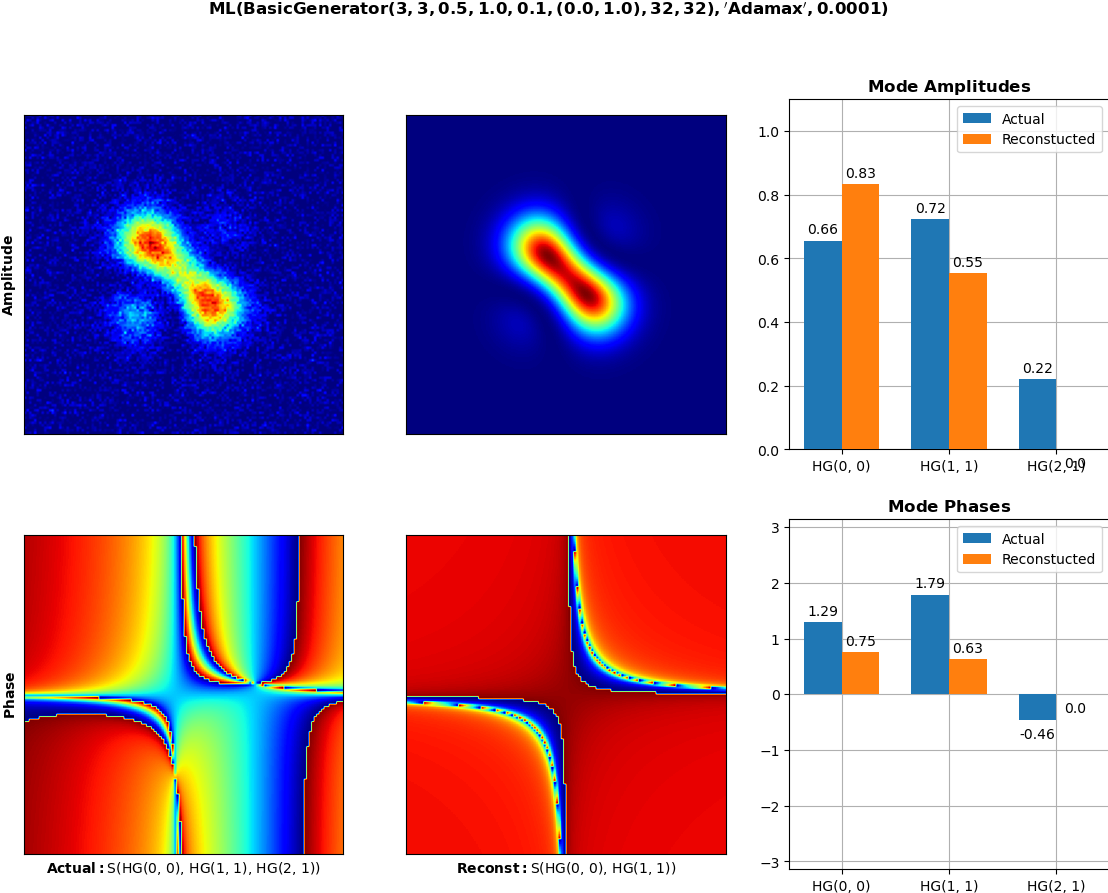 ML(BasicGenerator(3, 3, 0.5, 1.0, 0.1, (0.0, 1.0), 32, 32), ′Adamax′, 0.0001)
Amplitude
Mode Amplitudes
Actual
Reconstucted
1.0
0.8
0.6
0.4
0.2
0.0
0.66
0.83
0.72
0.55
0.22
0.0
HG(0, 0)
HG(1, 1)
HG(2, 1)
Phase
Actual: S(HG(0, 0), HG(1, 1), HG(2, 1))
Reconst: S(HG(0, 0), HG(1, 1))
Mode Phases
Actual
Reconstucted
3
2
1
0
−1
−2
−3
1.29
0.75
1.79
0.63
-0.46
0.0
HG(0, 0)
HG(1, 1)
HG(2, 1)